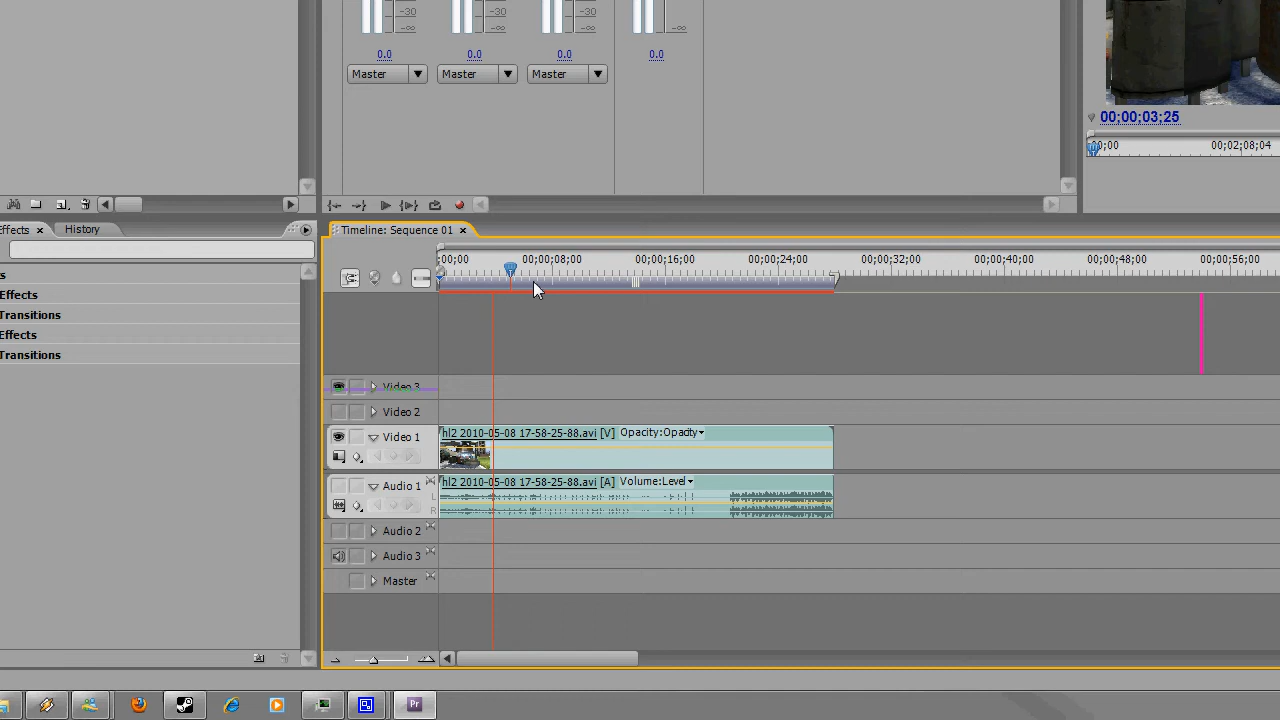 -30 -30 -30
-∞ -∞ -∞ -∞
0.0 0.0 0.0 0.0
Master Master Master
00;00;03;25
;00 00;02;08;04
Effects × History
Timeline: Sequence 01 ×
;00;00 00;00;08;00 00;00;16;00 00;00;24;00 00;00;32;00 00;00;40;00 00;00;48;00 00;00;56;00
s
Effects
Transitions
Effects
Transitions
Video 3
Video 2
Video 1 hl2 2010-05-08 17-58-25-88.avi [V] Opacity:Opacity
Audio 1 hl2 2010-05-08 17-58-25-88.avi [A] Volume:Level
L
R
Audio 2
Audio 3
Master
Pr